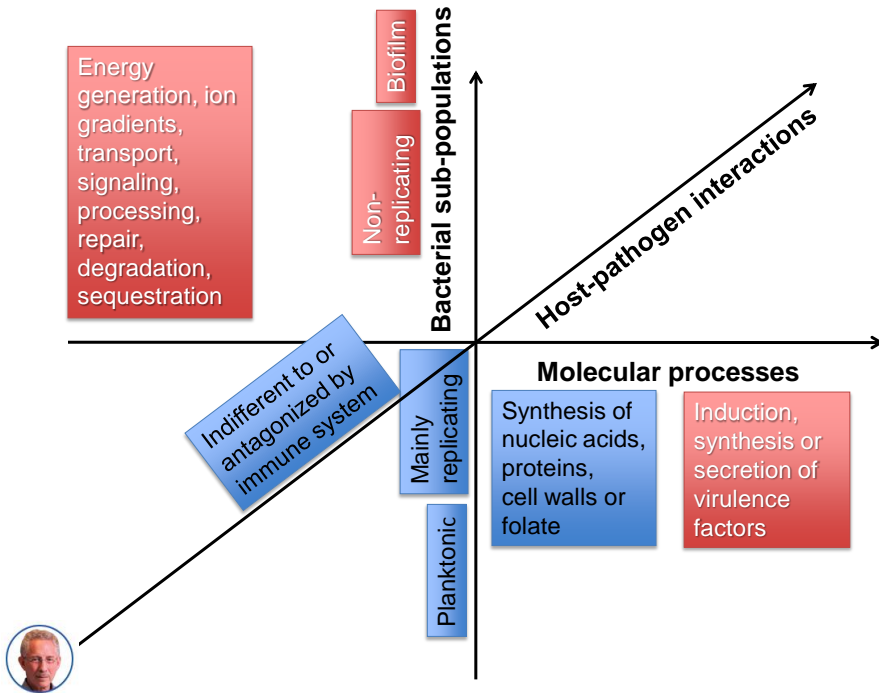 Energy
generation, ion
gradients,
transport,
signaling,
processing,
repair,
degradation,
sequestration
Biofilm
Non-
replicating
Bacterial sub-populations
Host-pathogen interactions
Indifferent to or
antagonized by
immune system
Mainly
replicating
Planktonic
Molecular processes
Synthesis of
nucleic acids,
proteins,
cell walls or
folate
Induction,
synthesis or
secretion of
virulence
factors